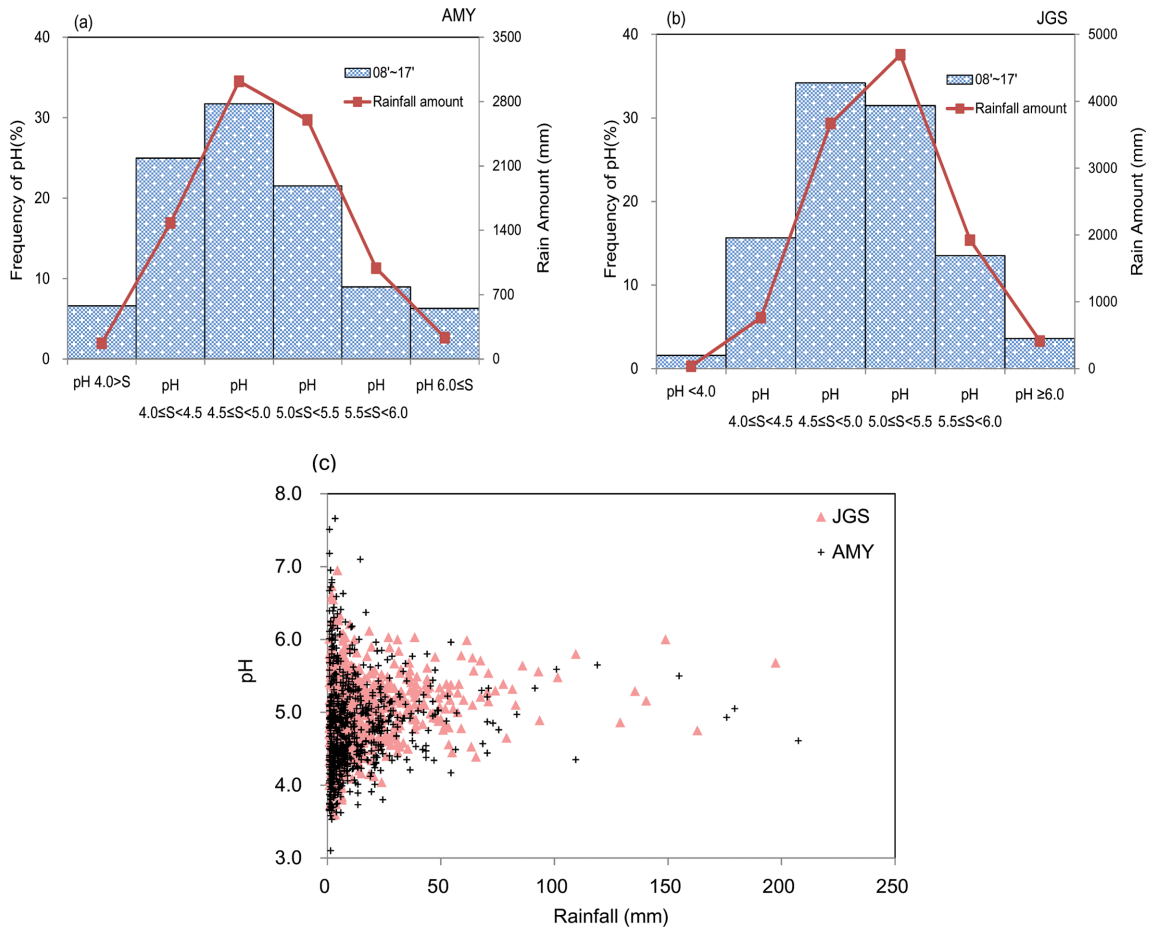 (a)
AMY
40
30
20
10
0
Frequency of pH(%)
3500
2800
2100
1400
700
0
Rain Amount (mm)
08'~17'
Rainfall amount
pH 4.0>S
pH
4.0≤S<4.5
pH
4.5≤S<5.0
pH
5.0≤S<5.5
pH
5.5≤S<6.0
pH 6.0≤S
(b)
JGS
40
30
20
10
0
Frequency of pH(%)
5000
4000
3000
2000
1000
0
Rain Amount (mm)
08'~17'
Rainfall amount
pH <4.0
pH
4.0≤S<4.5
pH
4.5≤S<5.0
pH
5.0≤S<5.5
pH
5.5≤S<6.0
pH ≥6.0
(c)
8.0
7.0
6.0
5.0
4.0
3.0
pH
JGS
AMY
0
50
100
150
200
250
Rainfall (mm)